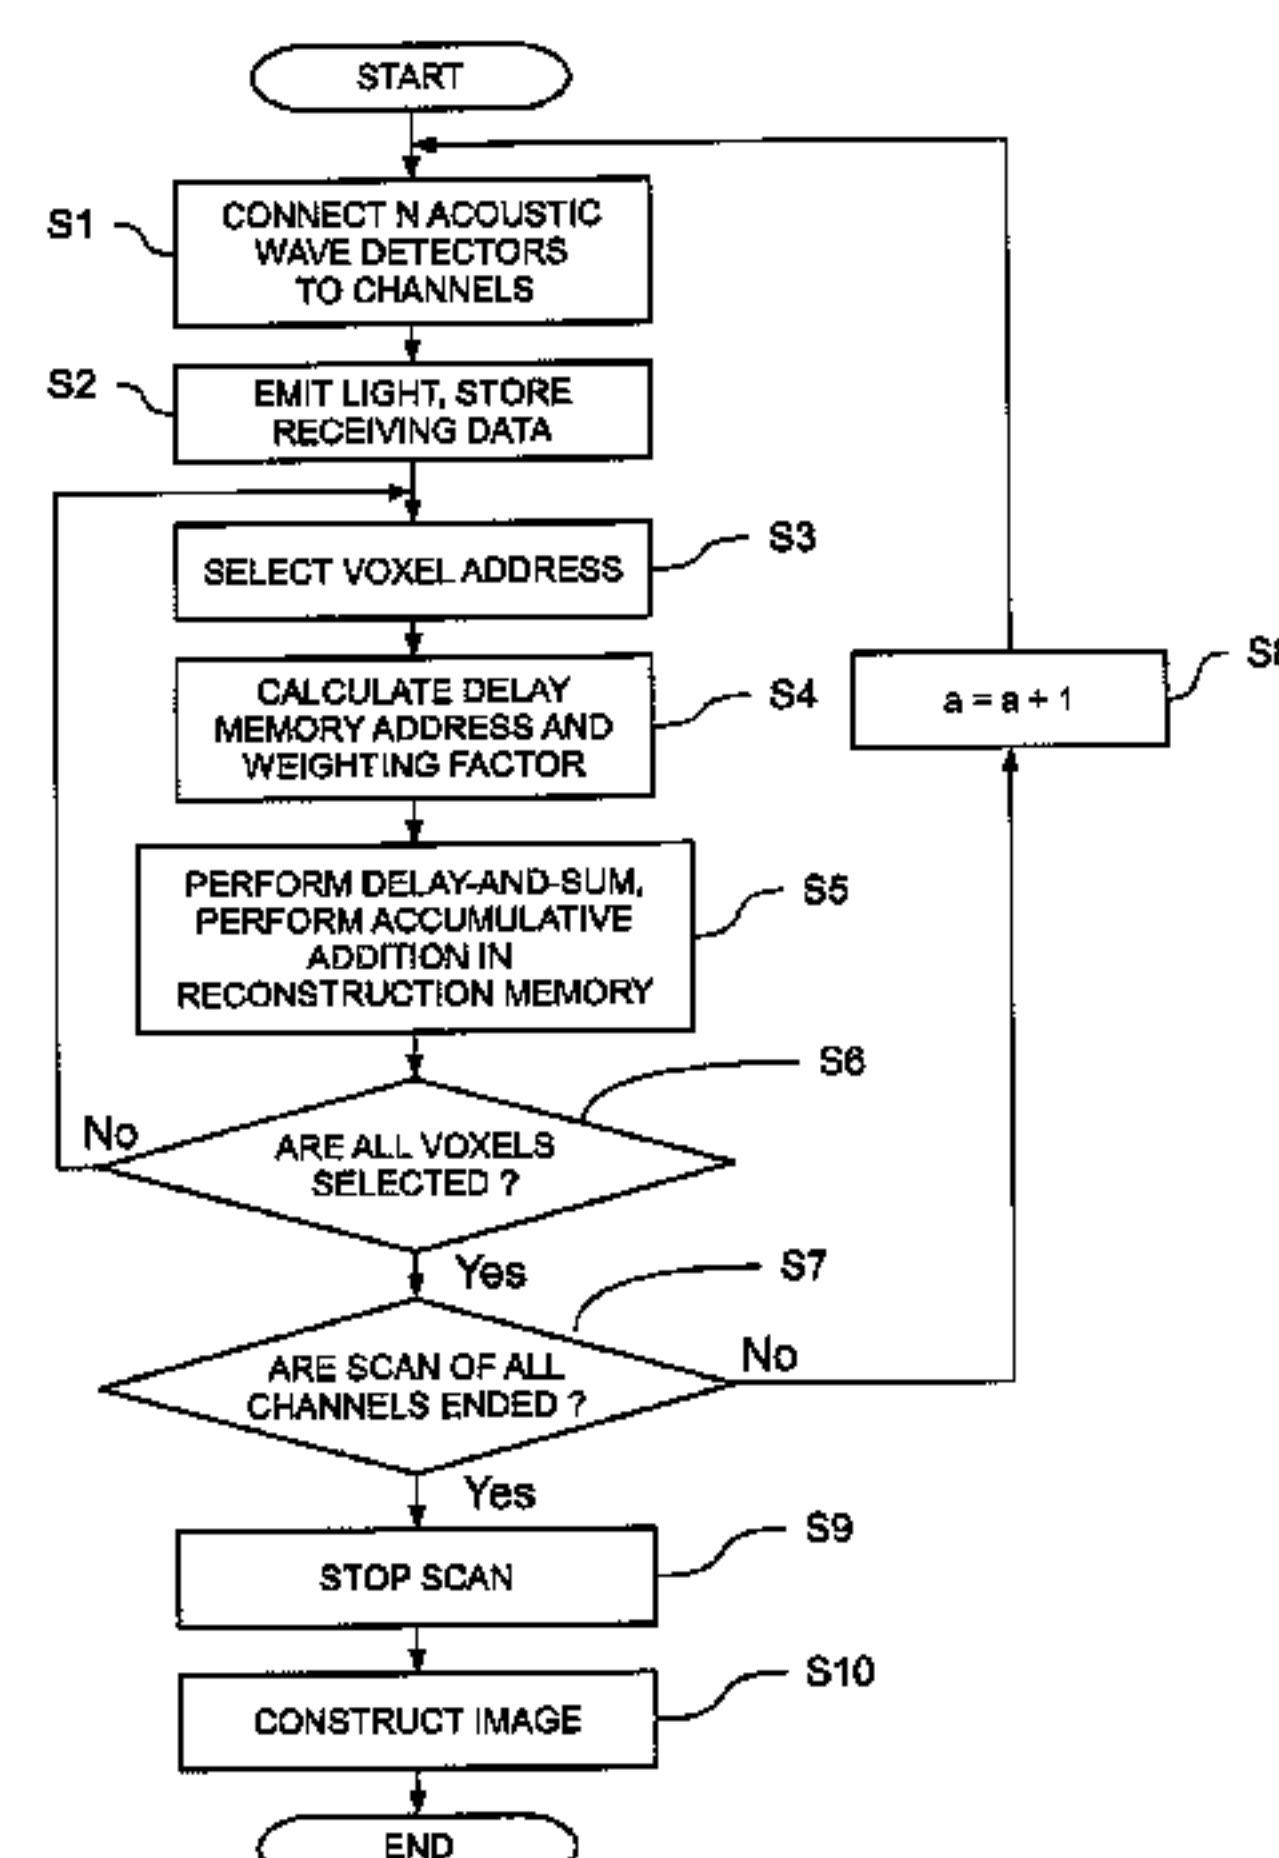 START
S1
CONNECT N ACOUSTIC
WAVE DETECTORS
TO CHANNELS
S2
EMIT LIGHT, STORE
RECEIVING DATA
SELECT VOXEL ADDRESS
S3
CALCULATE DELAY
MEMORY ADDRESS AND
WEIGHTING FACTOR
S4
a = a + 1
PERFORM DELAY-AND-SUM,
PERFORM ACCUMULATIVE
ADDITION IN
RECONSTRUCTION MEMORY
S5
S6
No
ARE ALL VOXELS
SELECTED ?
Yes
S7
ARE SCAN OF ALL
CHANNELS ENDED ?
No
Yes
STOP SCAN
S9
CONSTRUCT IMAGE
S10
END